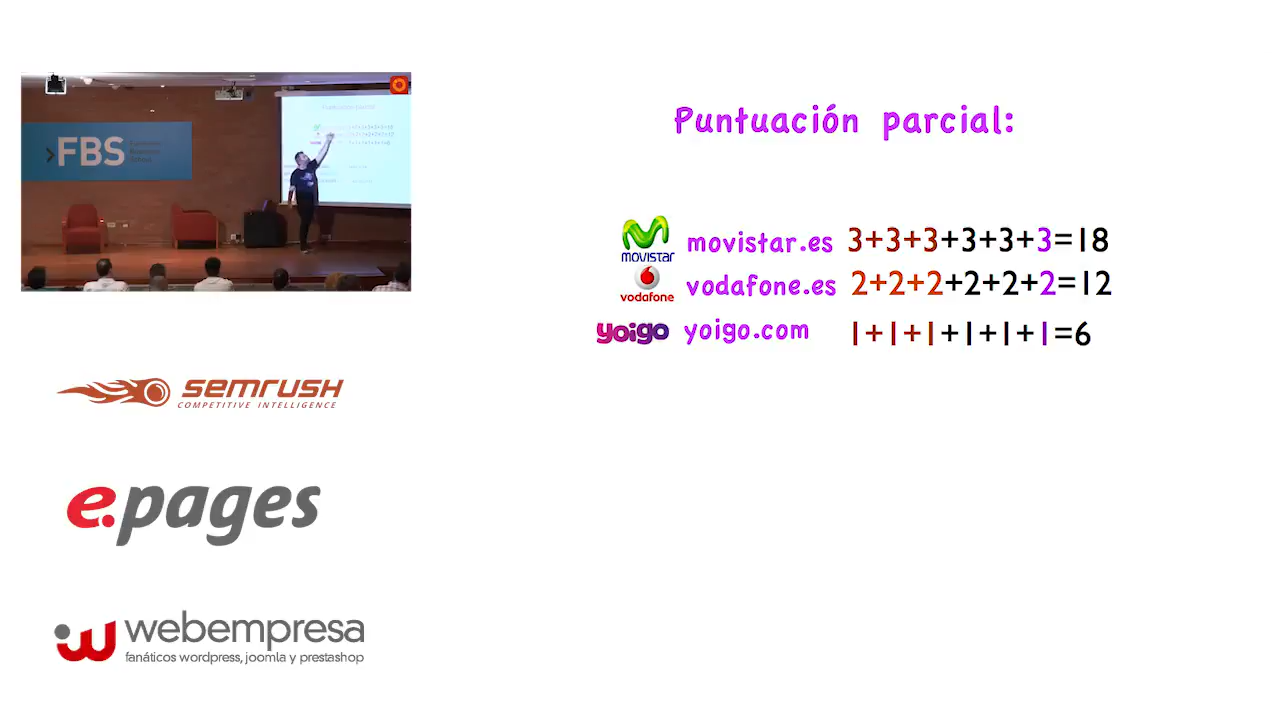 Puntuación parcial:
movistar movistar.es 3+3+3+3+3+3=18
vodafone vodafone.es 2+2+2+2+2+2=12
yoigo yoigo.com 1+1+1+1+1+1=6
FBS
semrush
COMPETITIVE INTELLIGENCE
e.pages
webempresa
fanáticos wordpress, joomla y prestashop